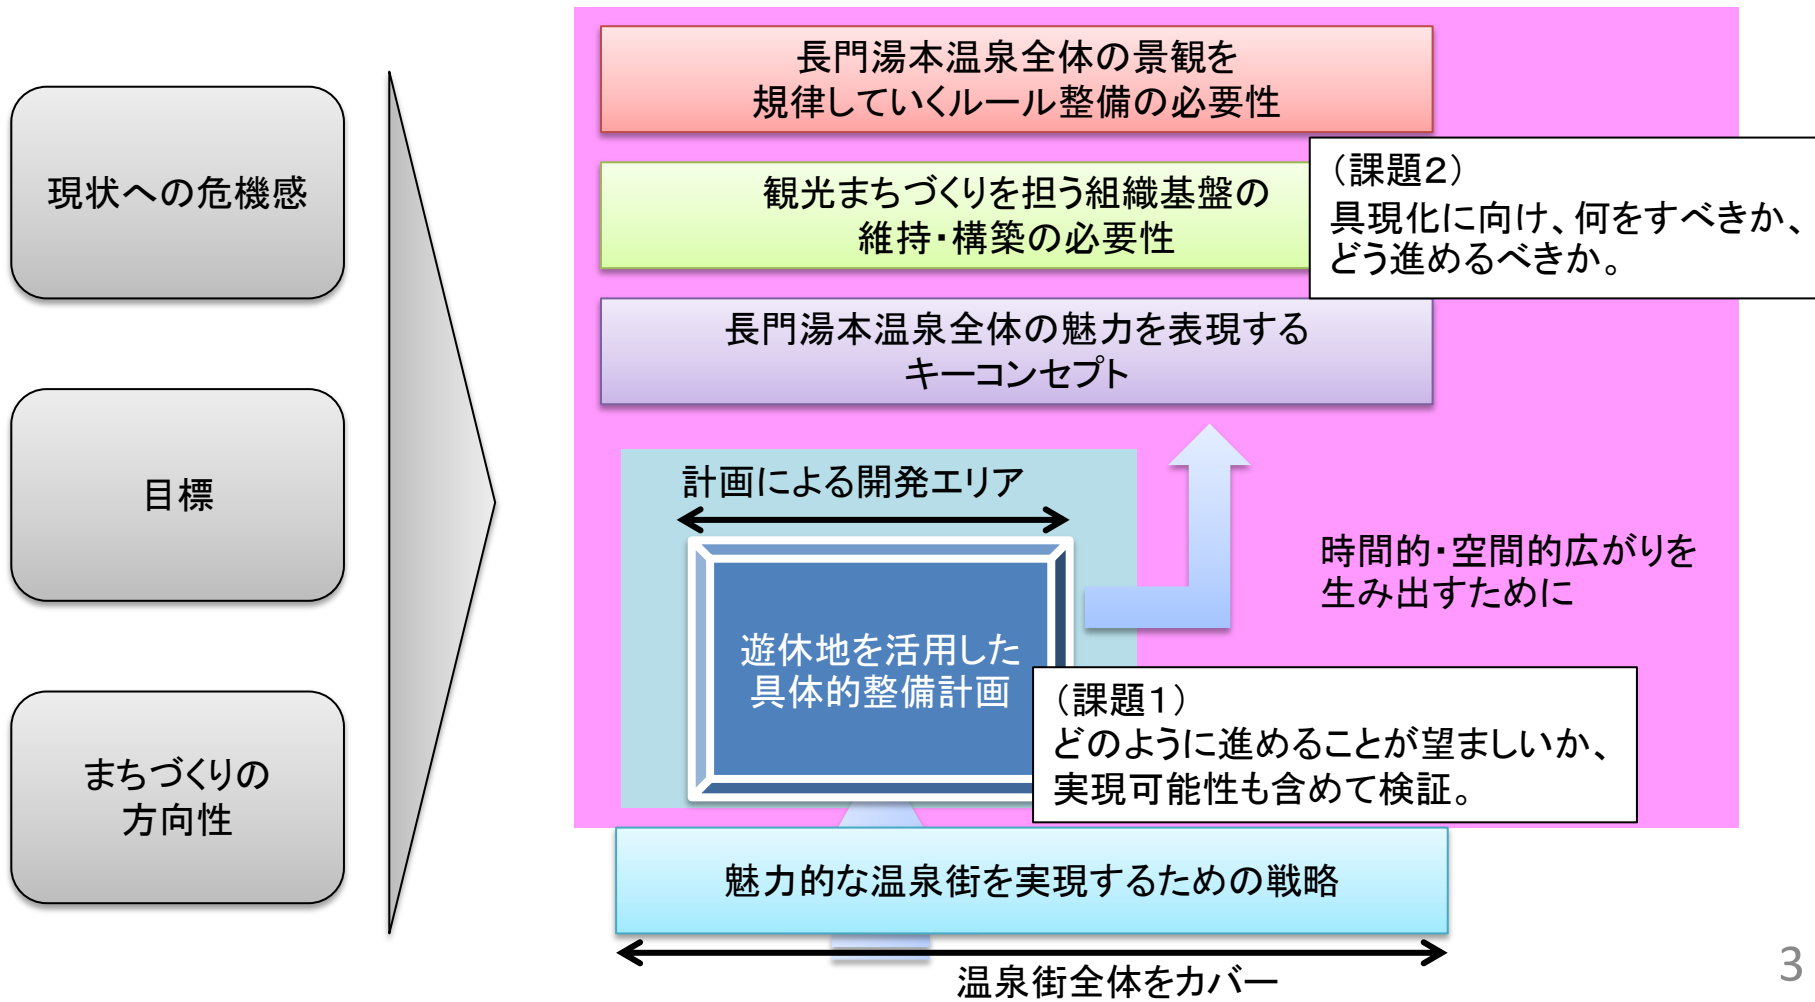 現状への危機感
目標
まちづくりの
方向性
長門湯本温泉全体の景観を
規律していくルール整備の必要性
観光まちづくりを担う組織基盤の
維持・構築の必要性
(課題2)
具現化に向け、何をすべきか、
どう進めるべきか。
長門湯本温泉全体の魅力を表現する
キーコンセプト
計画による開発エリア
時間的・空間的広がりを
生み出すために
遊休地を活用した
具体的整備計画
(課題1)
どのように進めることが望ましいか、
実現可能性も含めて検証。
魅力的な温泉街を実現するための戦略
温泉街全体をカバー
3